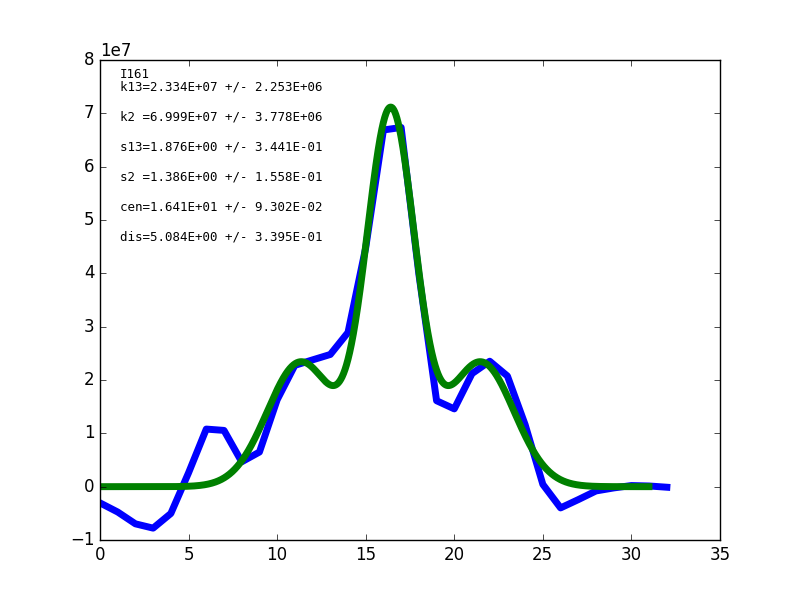 1e7
8
7
6
5
4
3
2
1
0
−1
I161
k13=2.334E+07 +/- 2.253E+06
k2 =6.999E+07 +/- 3.778E+06
s13=1.876E+00 +/- 3.441E-01
s2 =1.386E+00 +/- 1.558E-01
cen=1.641E+01 +/- 9.302E-02
dis=5.084E+00 +/- 3.395E-01
0 5 10 15 20 25 30 35